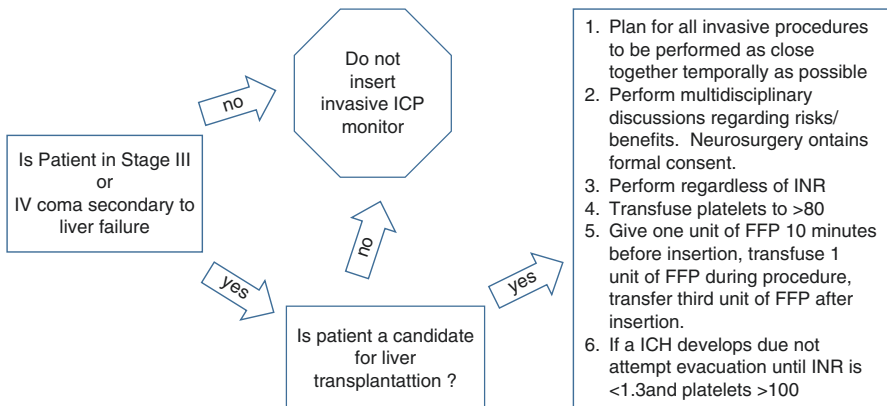 Is Patient in Stage III
or
IV coma secondary to
liver failure
no
yes
Do not
insert
invasive ICP
monitor
no
Is patient a candidate
for liver
transplantattion ?
yes
1. Plan for all invasive procedures
to be performed as close
together temporally as possible
2. Perform multidisciplinary
discussions regarding risks/
benefits. Neurosurgery ontains
formal consent.
3. Perform regardless of INR
4. Transfuse platelets to >80
5. Give one unit of FFP 10 minutes
before insertion, transfuse 1
unit of FFP during procedure,
transfer third unit of FFP after
insertion.
6. If a ICH develops due not
attempt evacuation until INR is
<1.3and platelets >100